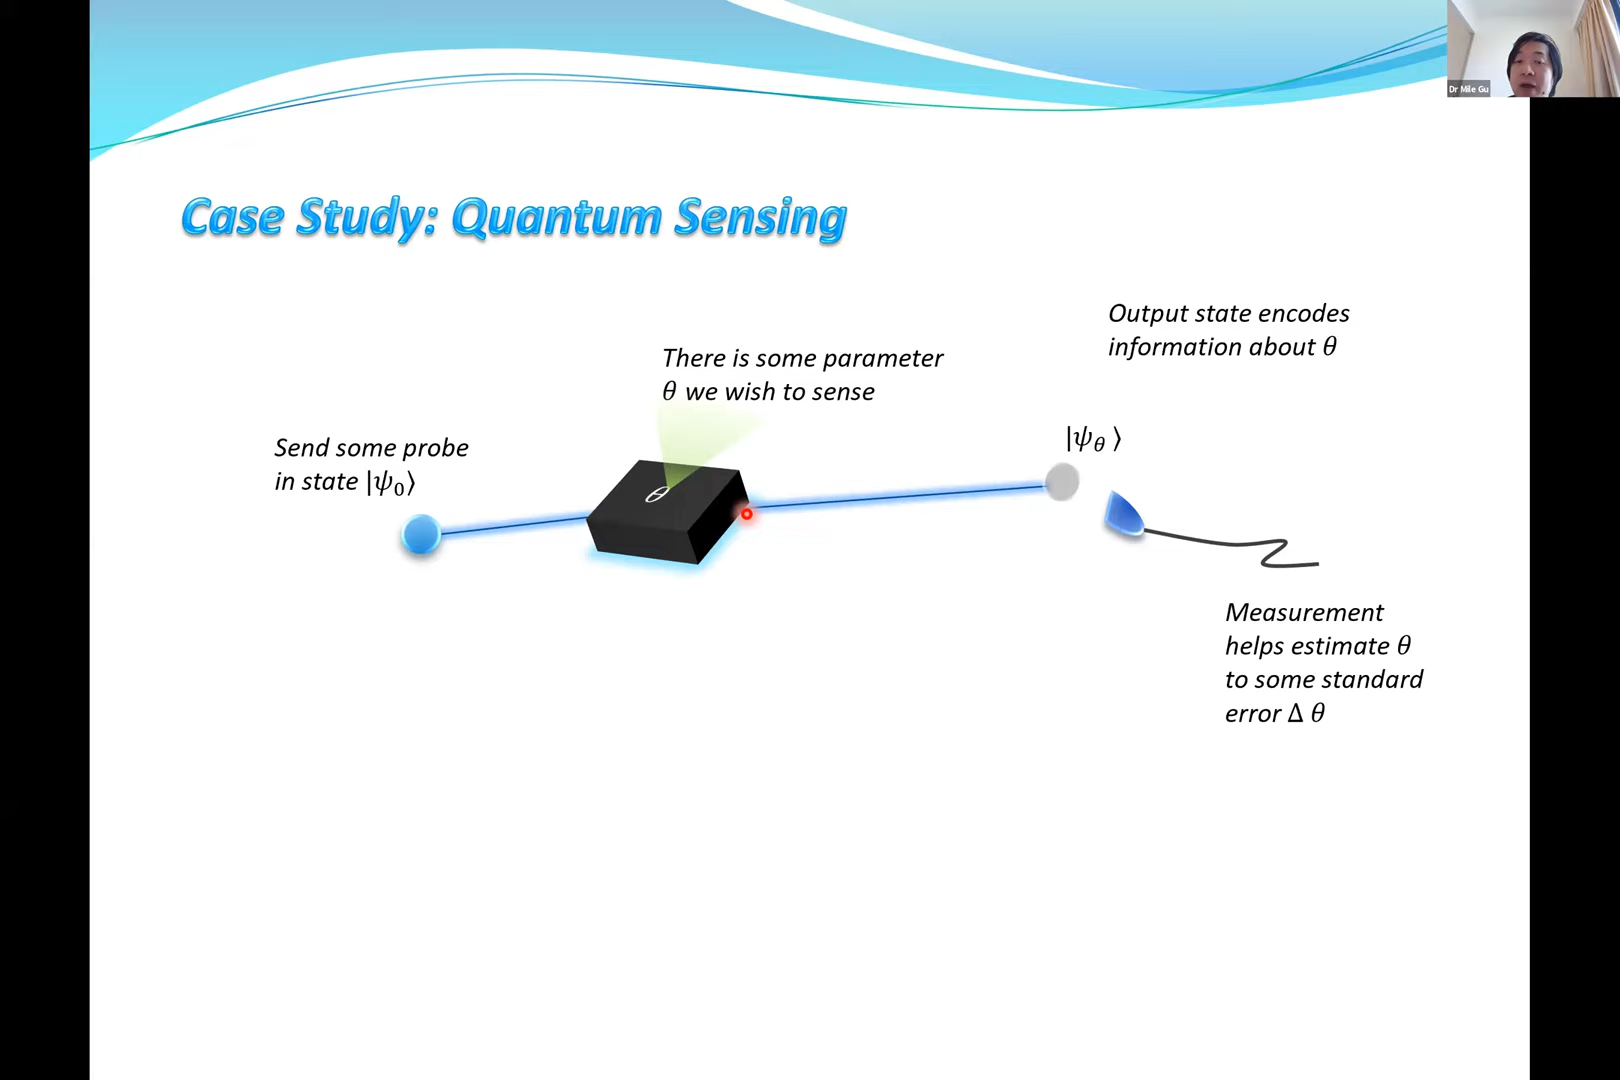 Dr Mile Gu
Case Study: Quantum Sensing
Output state encodes
information about θ
There is some parameter
θ we wish to sense
Send some probe
in state |ψ₀⟩
|ψ_θ⟩
θ
Measurement
helps estimate θ
to some standard
error Δ θ